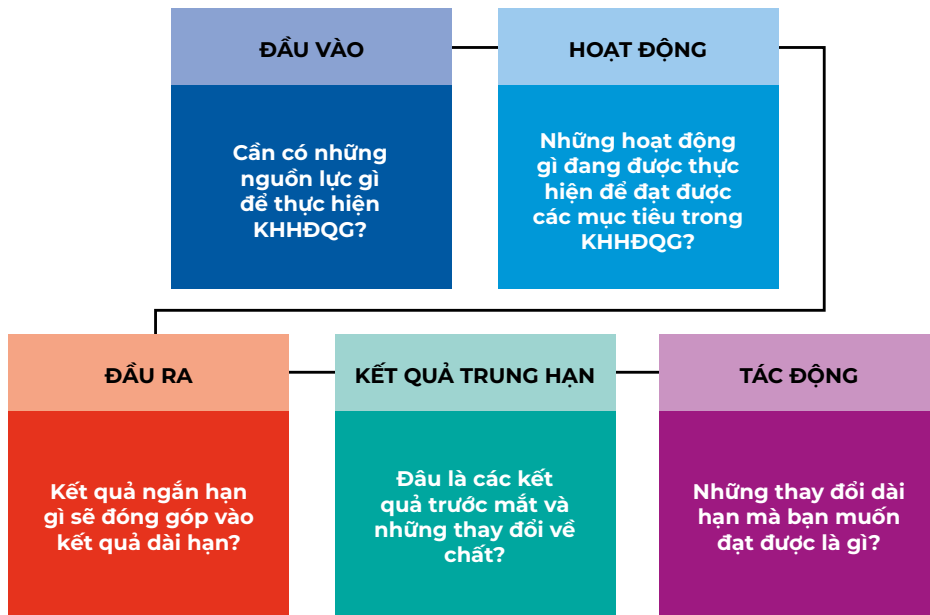 ĐẦU VÀO
Cần có những
nguồn lực gì
để thực hiện
KHHĐQG?
HOẠT ĐỘNG
Những hoạt động
gì đang được thực
hiện để đạt được
các mục tiêu trong
KHHĐQG?
ĐẦU RA
Kết quả ngắn hạn
gì sẽ đóng góp vào
kết quả dài hạn?
KẾT QUẢ TRUNG HẠN
Đâu là các kết
quả trước mắt và
những thay đổi về
chất?
TÁC ĐỘNG
Những thay đổi dài
hạn mà bạn muốn
đạt được là gì?